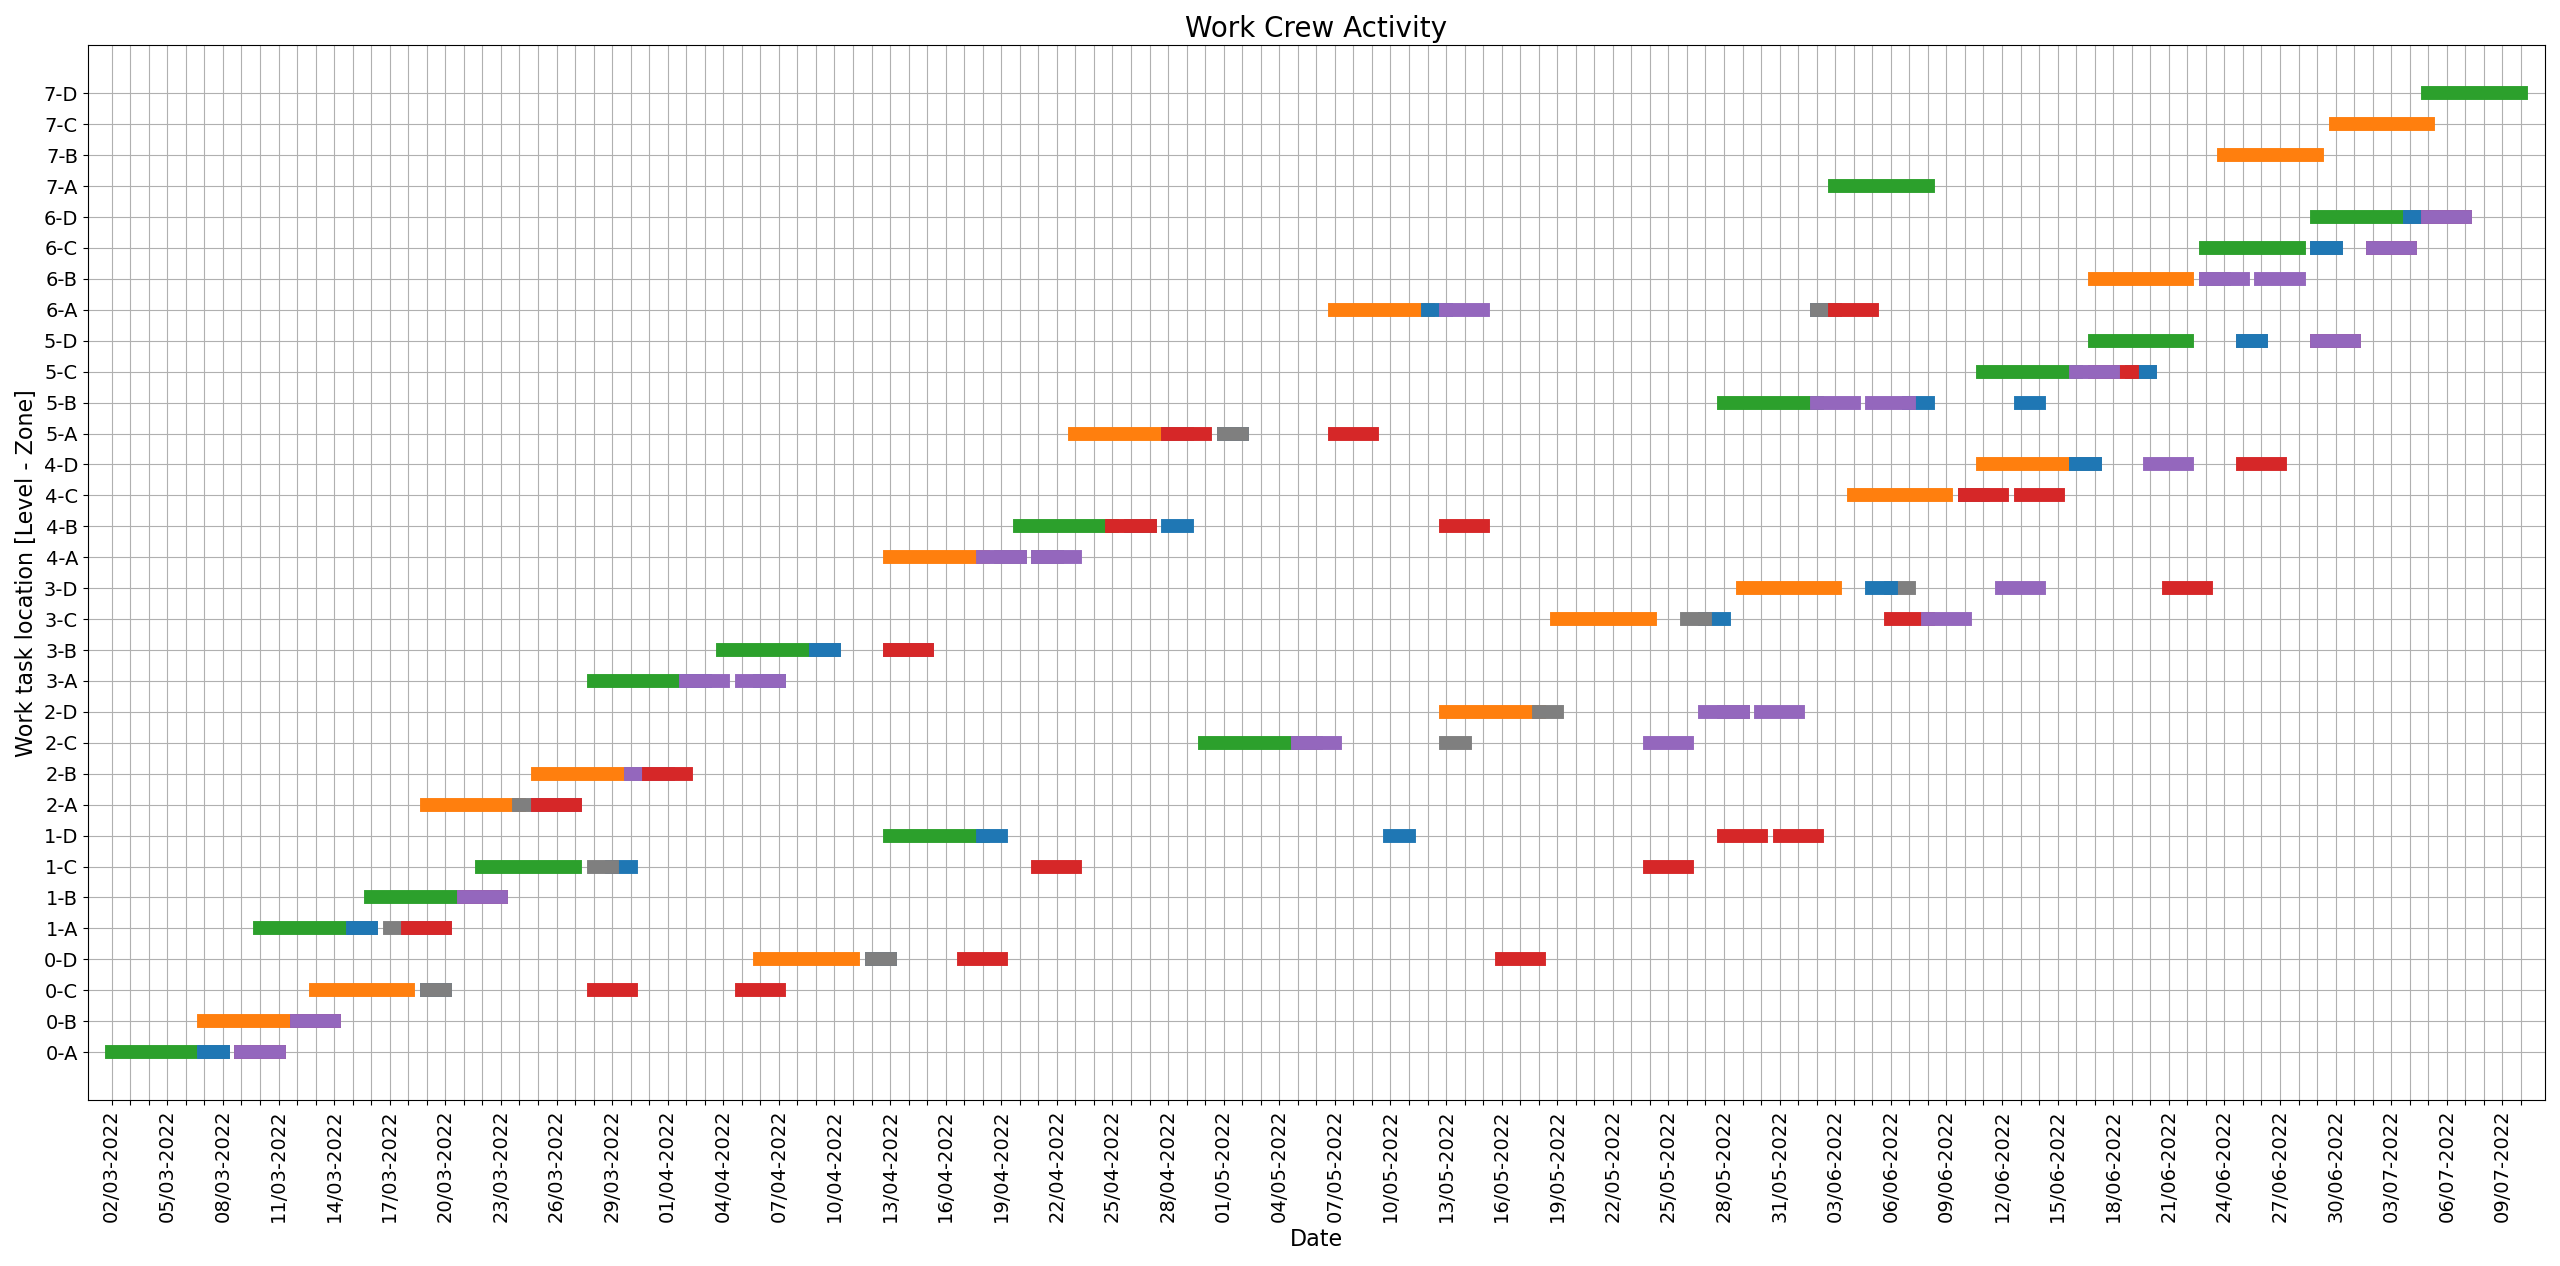 Work Crew Activity
Work task location [Level - Zone]
7-D
7-C
7-B
7-A
6-D
6-C
6-B
6-A
5-D
5-C
5-B
5-A
4-D
4-C
4-B
4-A
3-D
3-C
3-B
3-A
2-D
2-C
2-B
2-A
1-D
1-C
1-B
1-A
0-D
0-C
0-B
0-A
02/03-2022
05/03-2022
08/03-2022
11/03-2022
14/03-2022
17/03-2022
20/03-2022
23/03-2022
26/03-2022
29/03-2022
01/04-2022
04/04-2022
07/04-2022
10/04-2022
13/04-2022
16/04-2022
19/04-2022
22/04-2022
25/04-2022
28/04-2022
01/05-2022
04/05-2022
07/05-2022
10/05-2022
13/05-2022
16/05-2022
19/05-2022
22/05-2022
25/05-2022
28/05-2022
31/05-2022
03/06-2022
06/06-2022
09/06-2022
12/06-2022
15/06-2022
18/06-2022
21/06-2022
24/06-2022
27/06-2022
30/06-2022
03/07-2022
06/07-2022
09/07-2022
Date